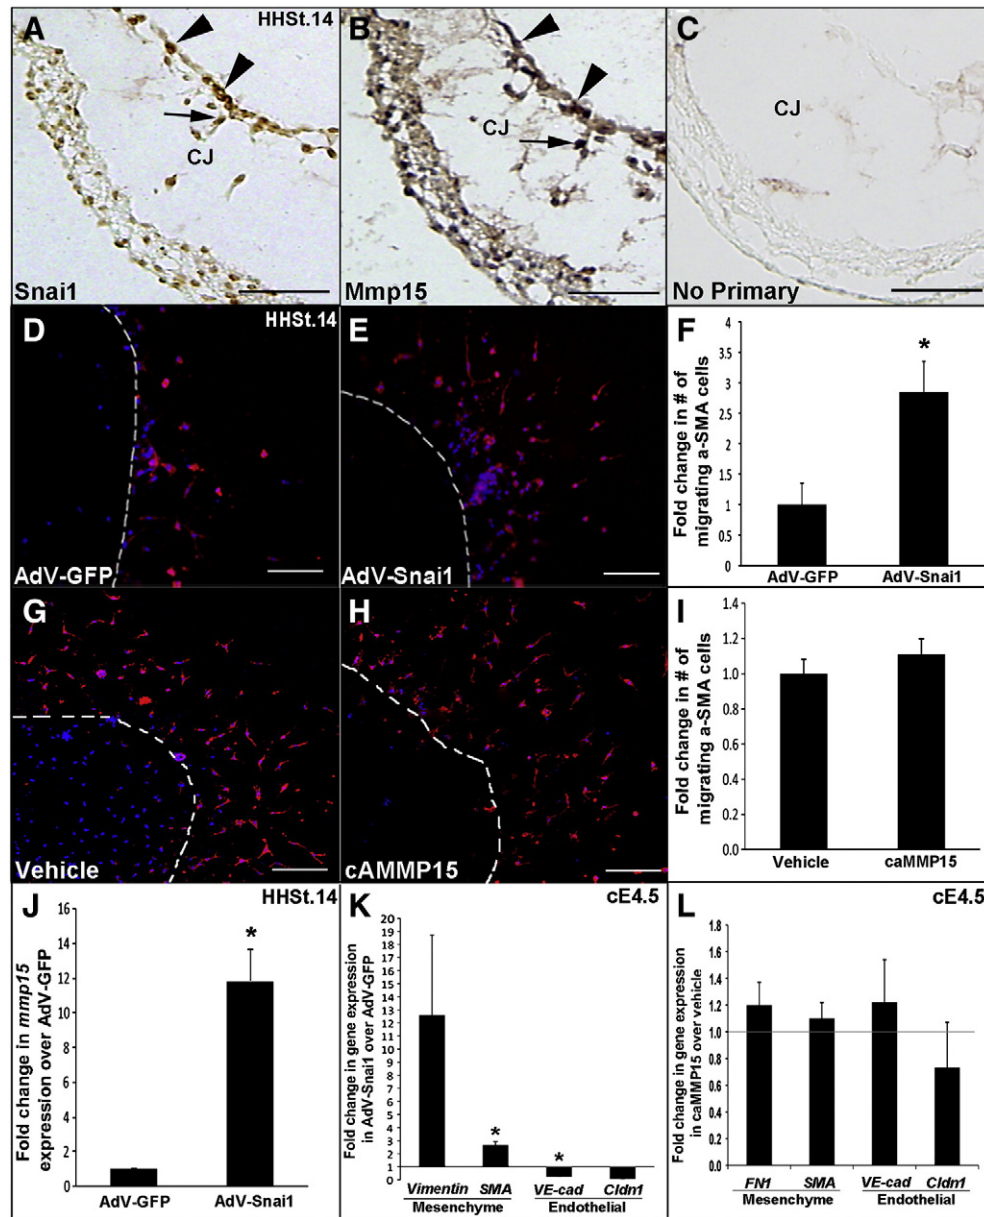 A
HHSt.14
CJ
Snai1
B
CJ
Mmp15
C
CJ
No Primary
D
HHSt.14
AdV-GFP
E
AdV-Snai1
F
Fold change in # of
migrating a-SMA cells
4
3.5
3
2.5
2
1.5
1
0.5
0
*
AdV-GFP
AdV-Snai1
G
Vehicle
H
cAMMP15
I
Fold change in # of
migrating a-SMA cells
1.4
1.2
1.0
0.8
0.6
0.4
0.2
0.0
Vehicle
caMMP15
J
HHSt.14
Fold change in mmp15
expression over AdV-GFP
16
14
12
10
8
6
4
2
0
*
AdV-GFP
AdV-Snai1
K
cE4.5
Fold change in gene expression
in AdV-Snai1 over AdV-GFP
20
19
18
17
16
15
14
13
12
11
10
9
8
7
6
5
4
3
2
1
0
*
*
Vimentin SMA VE-cad Cldn1
Mesenchyme Endothelial
L
cE4.5
Fold change in gene expression
in caMMP15 over vehicle
1.8
1.6
1.4
1.2
1.0
0.8
0.6
0.4
0.2
0.0
FN1 SMA VE-cad Cldn1
Mesenchyme Endothelial